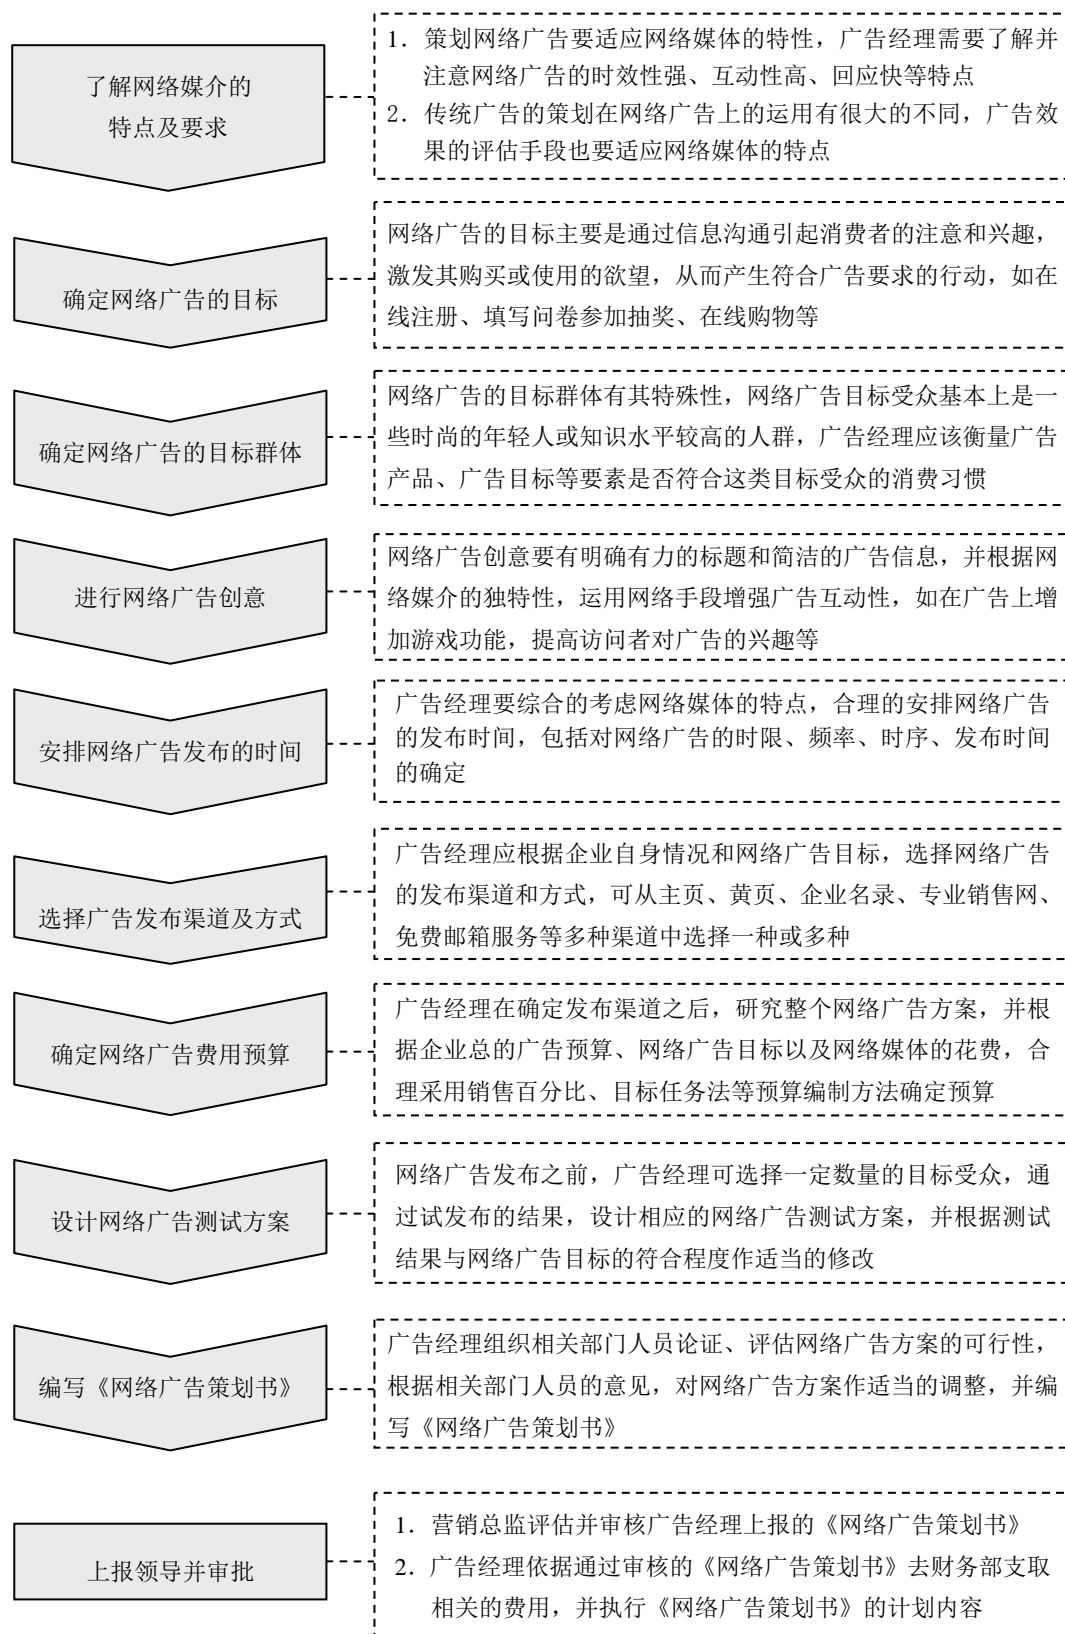 了解网络媒介的
特点及要求
1．策划网络广告要适应网络媒体的特性，广告经理需要了解并
注意网络广告的时效性强、互动性高、回应快等特点
2．传统广告的策划在网络广告上的运用有很大的不同，广告效
果的评估手段也要适应网络媒体的特点
确定网络广告的目标
网络广告的目标主要是通过信息沟通引起消费者的注意和兴趣，
激发其购买或使用的欲望，从而产生符合广告要求的行动，如在
线注册、填写问卷参加抽奖、在线购物等
确定网络广告的目标群体
网络广告的目标群体有其特殊性，网络广告目标受众基本上是一
些时尚的年轻人或知识水平较高的人群，广告经理应该衡量广告
产品、广告目标等要素是否符合这类目标受众的消费习惯
进行网络广告创意
网络广告创意要有明确有力的标题和简洁的广告信息，并根据网
络媒介的独特性，运用网络手段增强广告互动性，如在广告上增
加游戏功能，提高访问者对广告的兴趣等
安排网络广告发布的时间
广告经理要综合的考虑网络媒体的特点，合理的安排网络广告
的发布时间，包括对网络广告的时限、频率、时序、发布时间
的确定
选择广告发布渠道及方式
广告经理应根据企业自身情况和网络广告目标，选择网络广告
的发布渠道和方式，可从主页、黄页、企业名录、专业销售网、
免费邮箱服务等多种渠道中选择一种或多种
确定网络广告费用预算
广告经理在确定发布渠道之后，研究整个网络广告方案，并根
据企业总的广告预算、网络广告目标以及网络媒体的花费，合
理采用销售百分比、目标任务法等预算编制方法确定预算
设计网络广告测试方案
网络广告发布之前，广告经理可选择一定数量的目标受众，通
过试发布的结果，设计相应的网络广告测试方案，并根据测试
结果与网络广告目标的符合程度作适当的修改
编写《网络广告策划书》
广告经理组织相关部门人员论证、评估网络广告方案的可行性，
根据相关部门人员的意见，对网络广告方案作适当的调整，并编
写《网络广告策划书》
上报领导并审批
1．营销总监评估并审核广告经理上报的《网络广告策划书》
2．广告经理依据通过审核的《网络广告策划书》去财务部支取
相关的费用，并执行《网络广告策划书》的计划内容